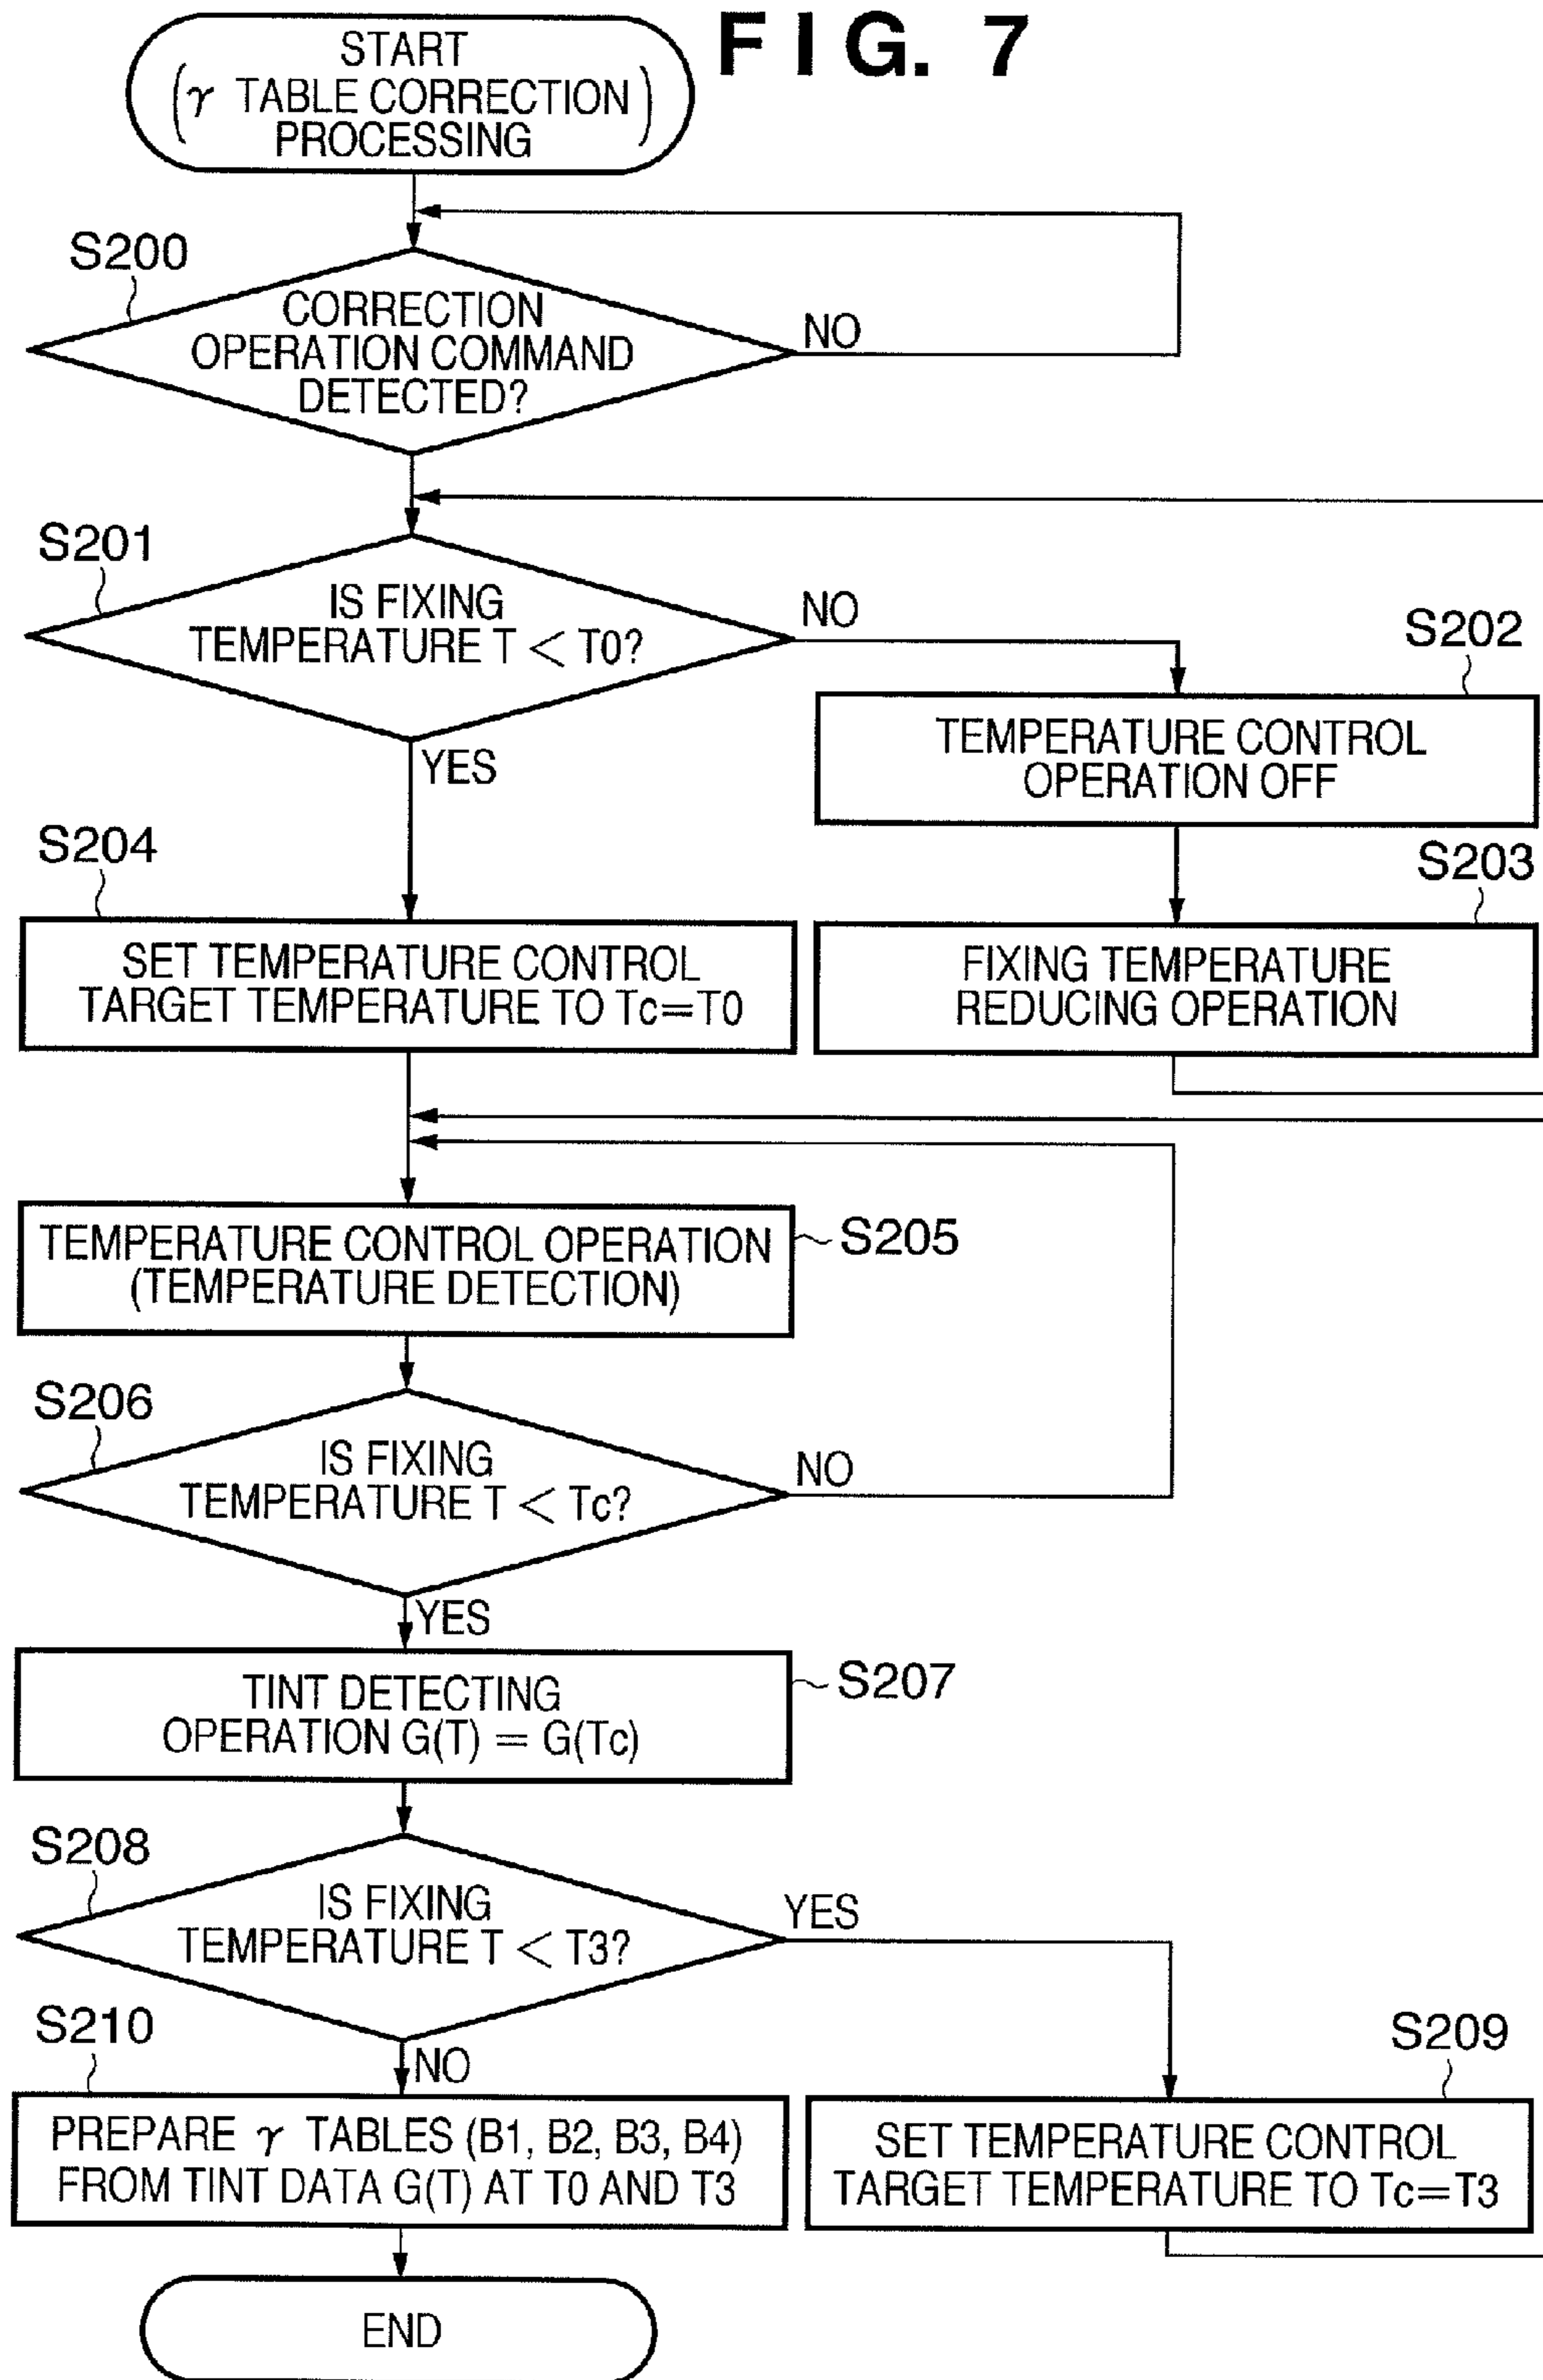 FIG. 7
START
(γ TABLE CORRECTION
PROCESSING)
S200
CORRECTION
OPERATION COMMAND
DETECTED?
NO
S201
IS FIXING
TEMPERATURE T < T0?
NO
YES
S202
TEMPERATURE CONTROL
OPERATION OFF
S203
FIXING TEMPERATURE
REDUCING OPERATION
S204
SET TEMPERATURE CONTROL
TARGET TEMPERATURE TO Tc=T0
TEMPERATURE CONTROL OPERATION
(TEMPERATURE DETECTION)
S205
S206
IS FIXING
TEMPERATURE T < Tc?
NO
YES
TINT DETECTING
OPERATION G(T) = G(Tc)
S207
S208
IS FIXING
TEMPERATURE T < T3?
YES
NO
S209
SET TEMPERATURE CONTROL
TARGET TEMPERATURE TO Tc=T3
S210
PREPARE γ TABLES (B1, B2, B3, B4)
FROM TINT DATA G(T) AT T0 AND T3
END